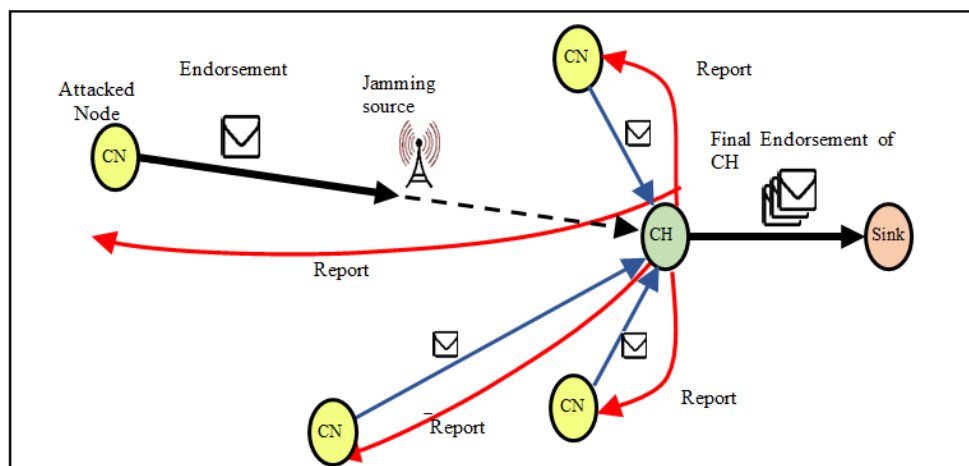 Endorsement
Attacked
Node
CN
Jamming
source
CN
Report
Final Endorsement of
CH
CH
Sink
Report
CN
Report
CN
Report